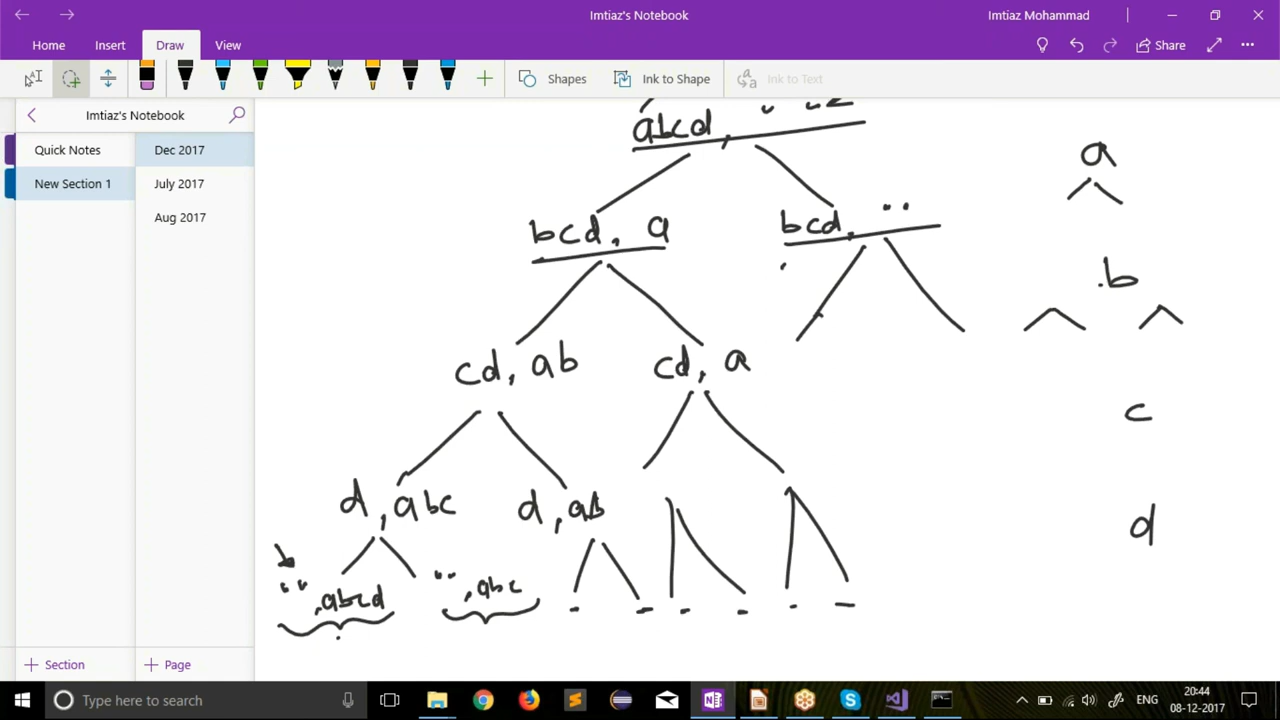 Imtiaz's Notebook
Imtiaz Mohammad
Home Insert Draw View
Share
Shapes Ink to Shape Ink to Text
Imtiaz's Notebook
Quick Notes Dec 2017
New Section 1 July 2017
Aug 2017
abcd,
a
bcd, a bcd, ..
.b
cd, ab cd, a
c
d, abc d, ab
d
"", abcd "", abc
+ Section + Page
Type here to search
ENG
20:44
08-12-2017